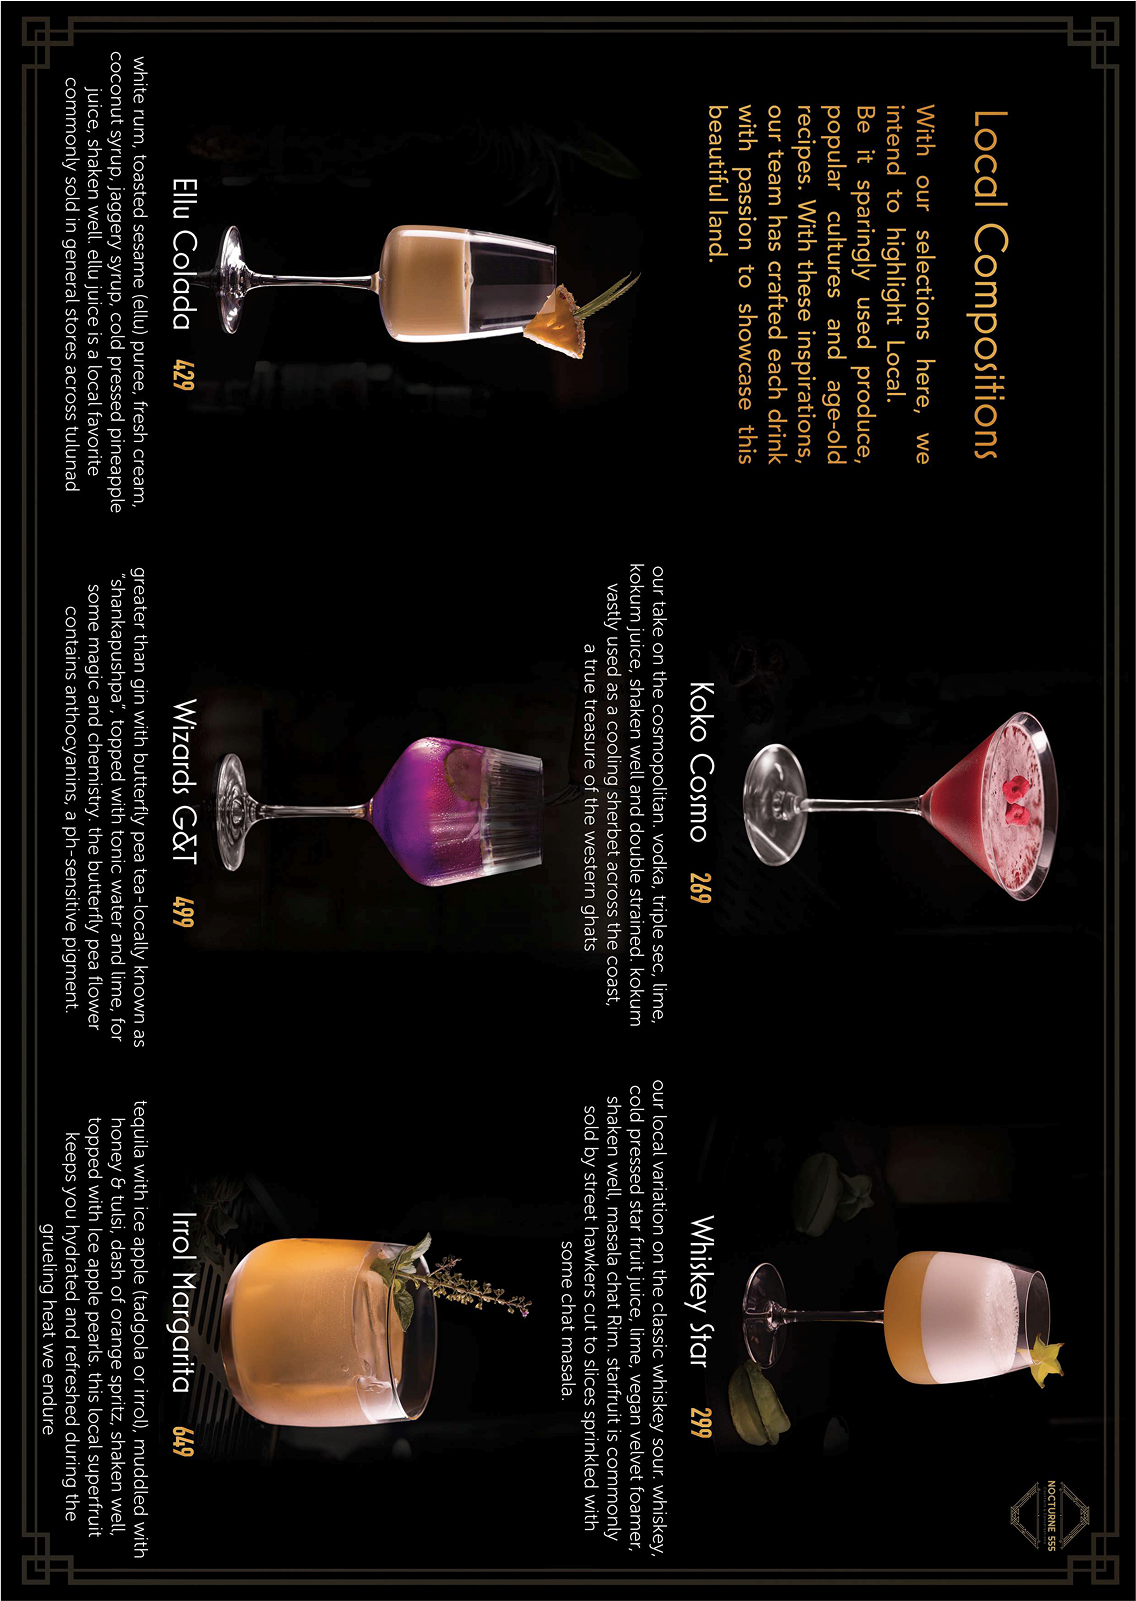 Local Compositions
With our selections here, we
intend to highlight Local.
Be it sparingly used produce,
popular cultures and age-old
recipes. With these inspirations,
our team has crafted each drink
with passion to showcase this
beautiful land.
Koko Cosmo 269
our take on the cosmopolitan. vodka, triple sec, lime,
kokum juice, shaken well and double strained. kokum
vastly used as a cooling sherbet across the coast,
a true treasure of the western ghats
Whiskey Star 299
our local variation on the classic whiskey sour. whiskey,
cold pressed star fruit juice, lime, vegan velvet foamer,
shaken well, masala chat Rim. starfruit is commonly
sold by street hawkers cut to slices sprinkled with
some chat masala.
Ellu Colada 429
white rum, toasted sesame (ellu) puree, fresh cream,
coconut syrup, jaggery syrup, cold pressed pineapple
juice, shaken well. ellu juice is a local favorite
commonly sold in general stores across tulunad
Wizards G&T 499
greater than gin with butterfly pea tea - locally known as
"shankapushpa", topped with tonic water and lime, for
some magic and chemistry. the butterfly pea flower
contains anthocyanins, a ph-sensitive pigment.
Irrol Margarita 649
tequila with ice apple (tadgola or irrol), muddled with
honey & tulsi, dash of orange spritz, shaken well,
topped with Ice apple pearls. this local superfruit
keeps you hydrated and refreshed during the
grueling heat we endure
NOCTURNE 555